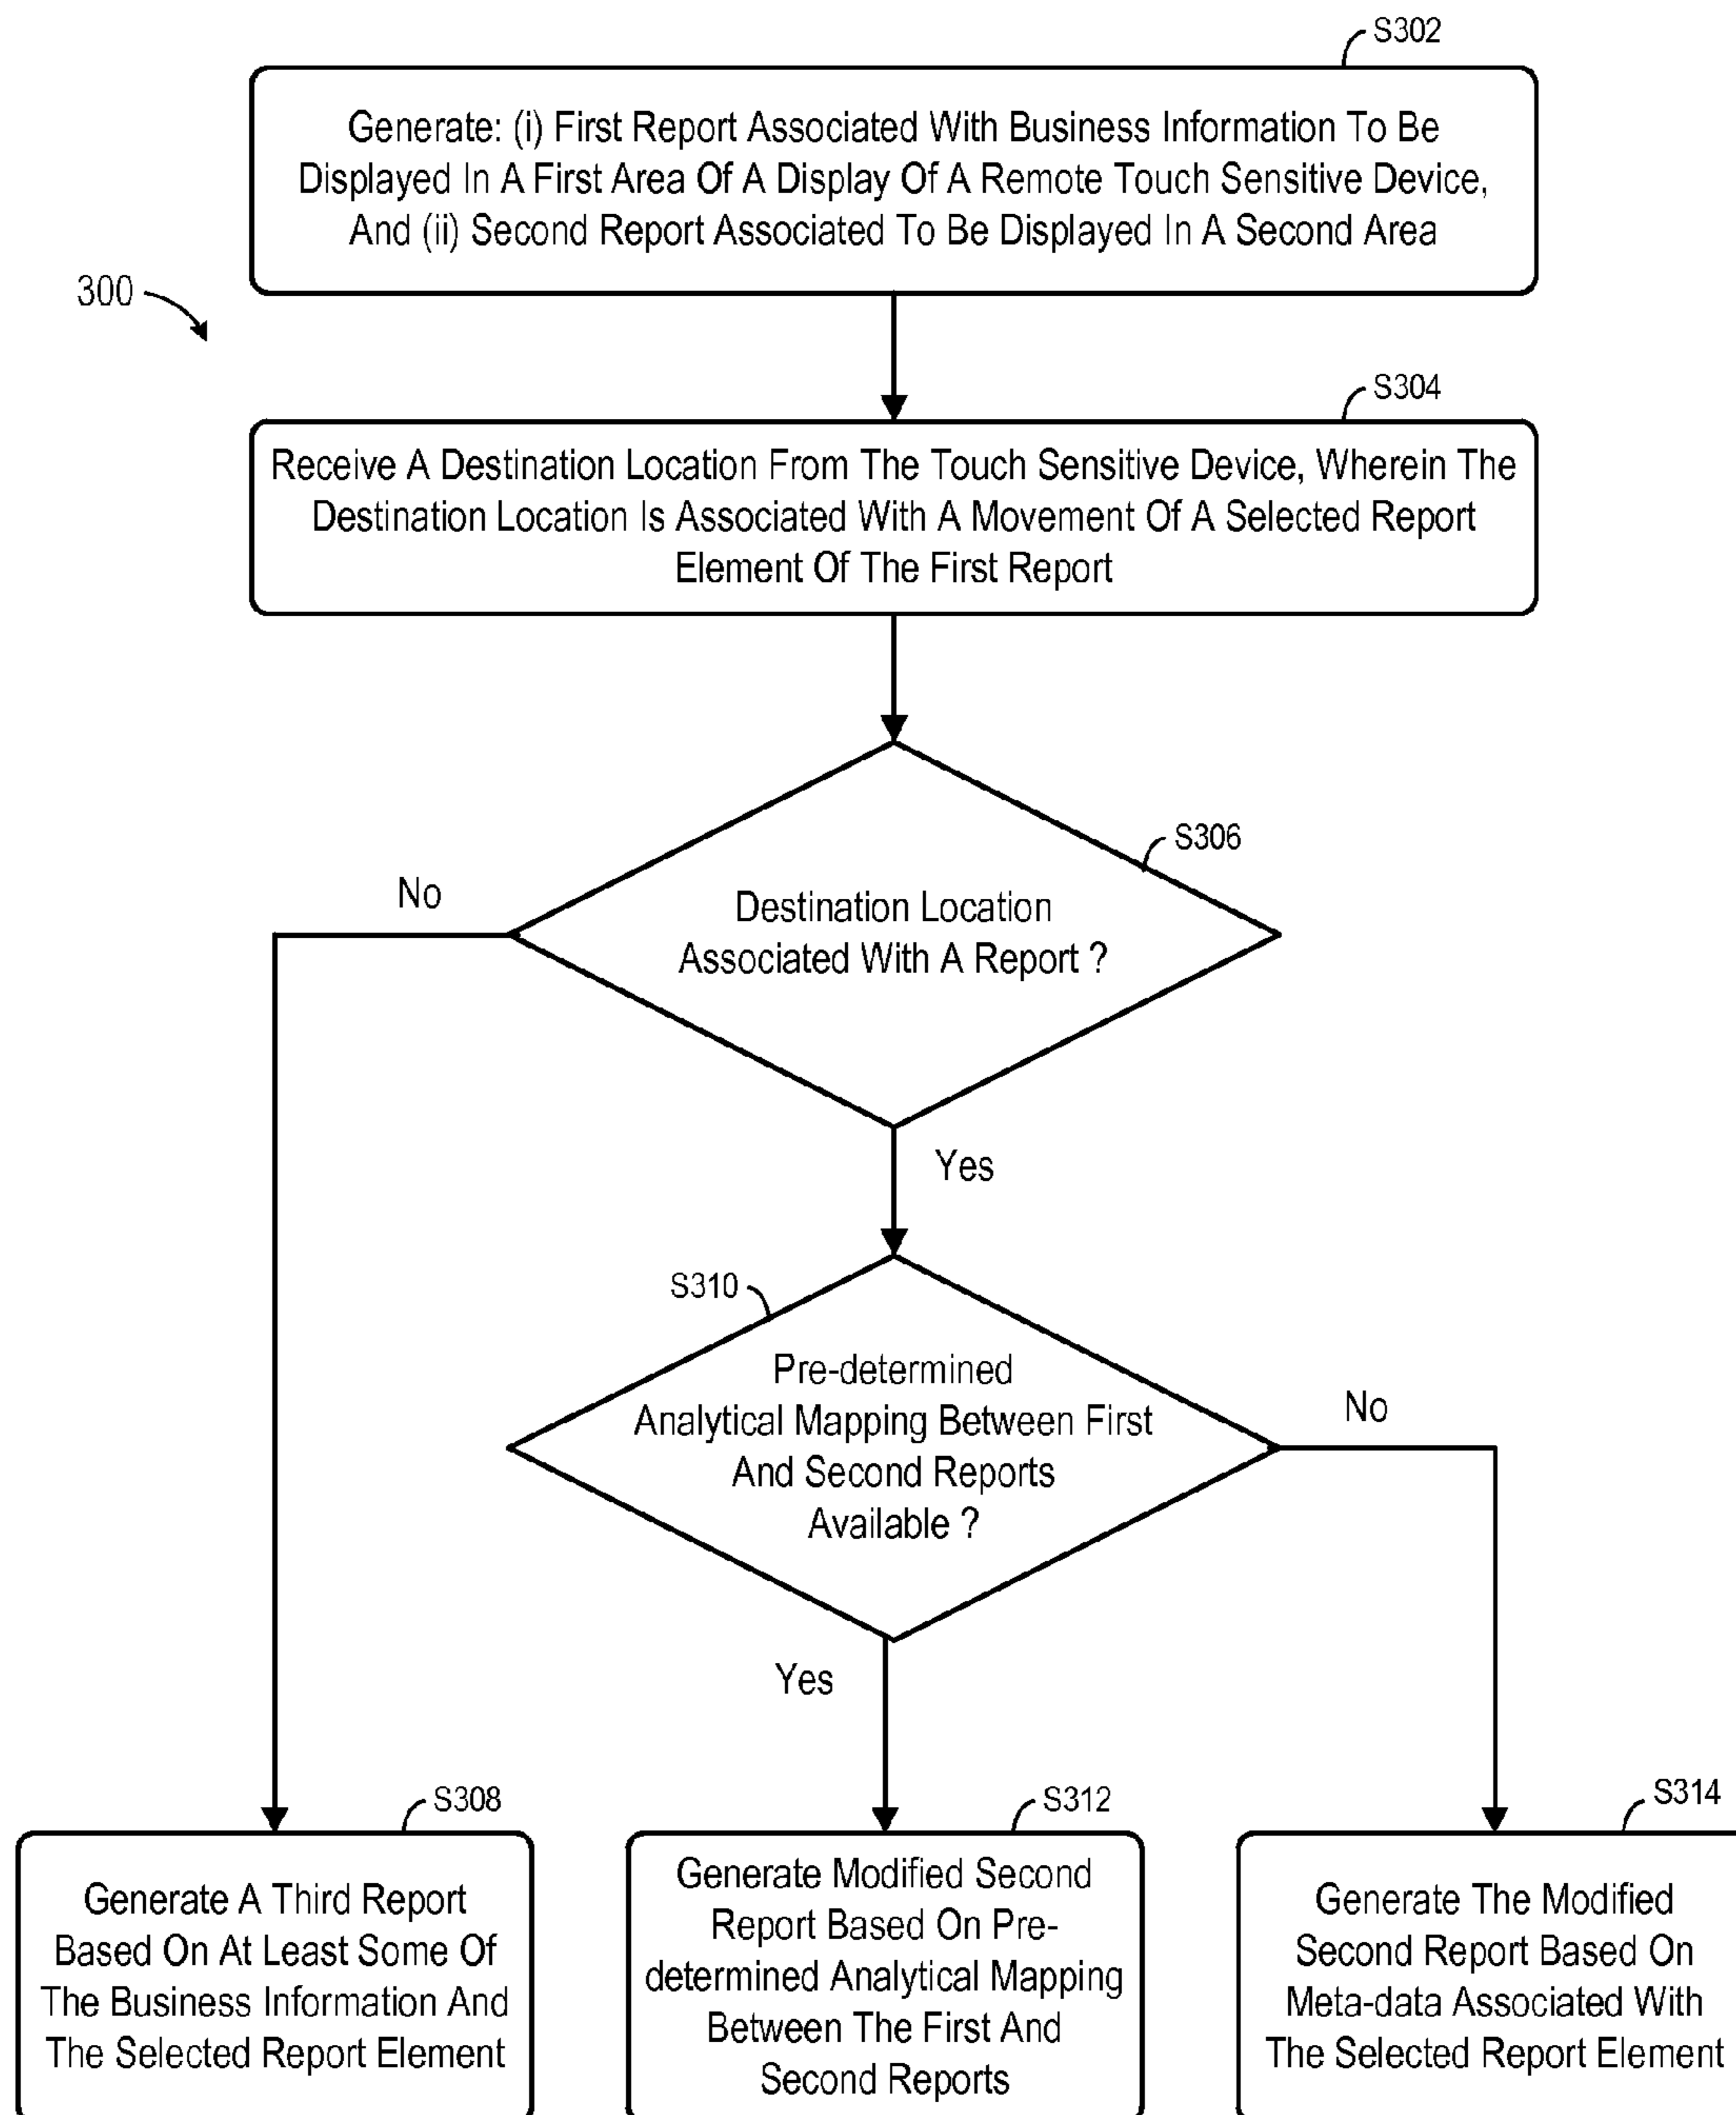 S302
Generate: (i) First Report Associated With Business Information To Be
Displayed In A First Area Of A Display Of A Remote Touch Sensitive Device,
And (ii) Second Report Associated To Be Displayed In A Second Area
300
S304
Receive A Destination Location From The Touch Sensitive Device, Wherein The
Destination Location Is Associated With A Movement Of A Selected Report
Element Of The First Report
S306
No
Destination Location
Associated With A Report ?
Yes
S310
Pre-determined
Analytical Mapping Between First
And Second Reports
Available ?
No
Yes
S308
Generate A Third Report
Based On At Least Some Of
The Business Information And
The Selected Report Element
S312
Generate Modified Second
Report Based On Pre-
determined Analytical Mapping
Between The First And
Second Reports
S314
Generate The Modified
Second Report Based On
Meta-data Associated With
The Selected Report Element